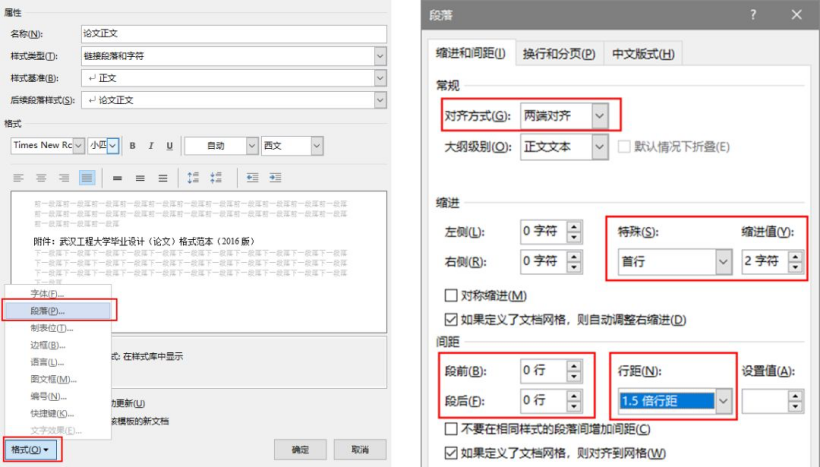 属性
名称(N): 论文正文
样式类型(T): 链接段落和字符
样式基准(B): 正文
后续段落样式(S): 论文正文
格式
Times New Ro 小四 B I U 自动 西文
前一段落前一段落前一段落前一段落前一段落前一段落前一段落前一段落前一段落
前一段落前一段落前一段落前一段落前一段落前一段落前一段落前一段落前一段落
前一段落前一段落前一段落
附件：武汉工程大学毕业设计（论文）格式范本（2016 版）
下一段落下一段落下一段落下一段落下一段落下一段落下一段落下一段落下一段落
下一段落下一段落下一段落下一段落下一段落下一段落下一段落下一段落下一段落
字体(F)...
段落(P)...
制表位(T)...
边框(B)...
语言(L)...
图文框(M)...
编号(N)...
快捷键(K)...
文字效果(E)...
式: 在样式库中显示
动更新(U)
该模板的新文档
格式(O)
确定 取消
段落 ? ×
缩进和间距(I) 换行和分页(P) 中文版式(H)
常规
对齐方式(G): 两端对齐
大纲级别(O): 正文文本 默认情况下折叠(E)
缩进
左侧(L): 0 字符 特殊(S): 缩进值(Y):
右侧(R): 0 字符 首行 2 字符
对称缩进(M)
如果定义了文档网格，则自动调整右缩进(D)
间距
段前(B): 0 行 行距(N): 设置值(A):
段后(F): 0 行 1.5 倍行距
不要在相同样式的段落间增加间距(C)
如果定义了文档网格，则对齐到网格(W)